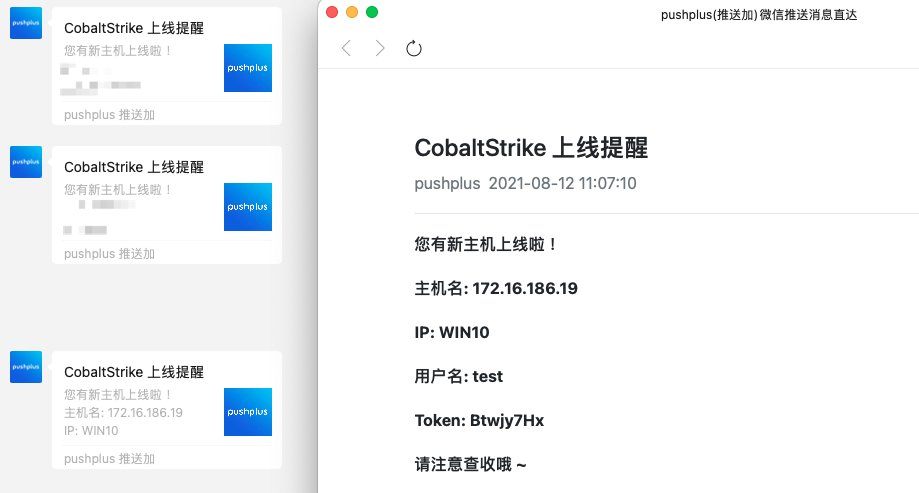 pushplus
CobaltStrike 上线提醒
您有新主机上线啦！
pushplus
pushplus 推送加
pushplus
CobaltStrike 上线提醒
您有新主机上线啦！
pushplus
pushplus 推送加
pushplus
CobaltStrike 上线提醒
您有新主机上线啦！
主机名: 172.16.186.19
IP: WIN10
pushplus
pushplus 推送加
pushplus(推送加)微信推送消息直达
CobaltStrike 上线提醒
pushplus 2021-08-12 11:07:10
您有新主机上线啦！
主机名: 172.16.186.19
IP: WIN10
用户名: test
Token: Btwjy7Hx
请注意查收哦 ~